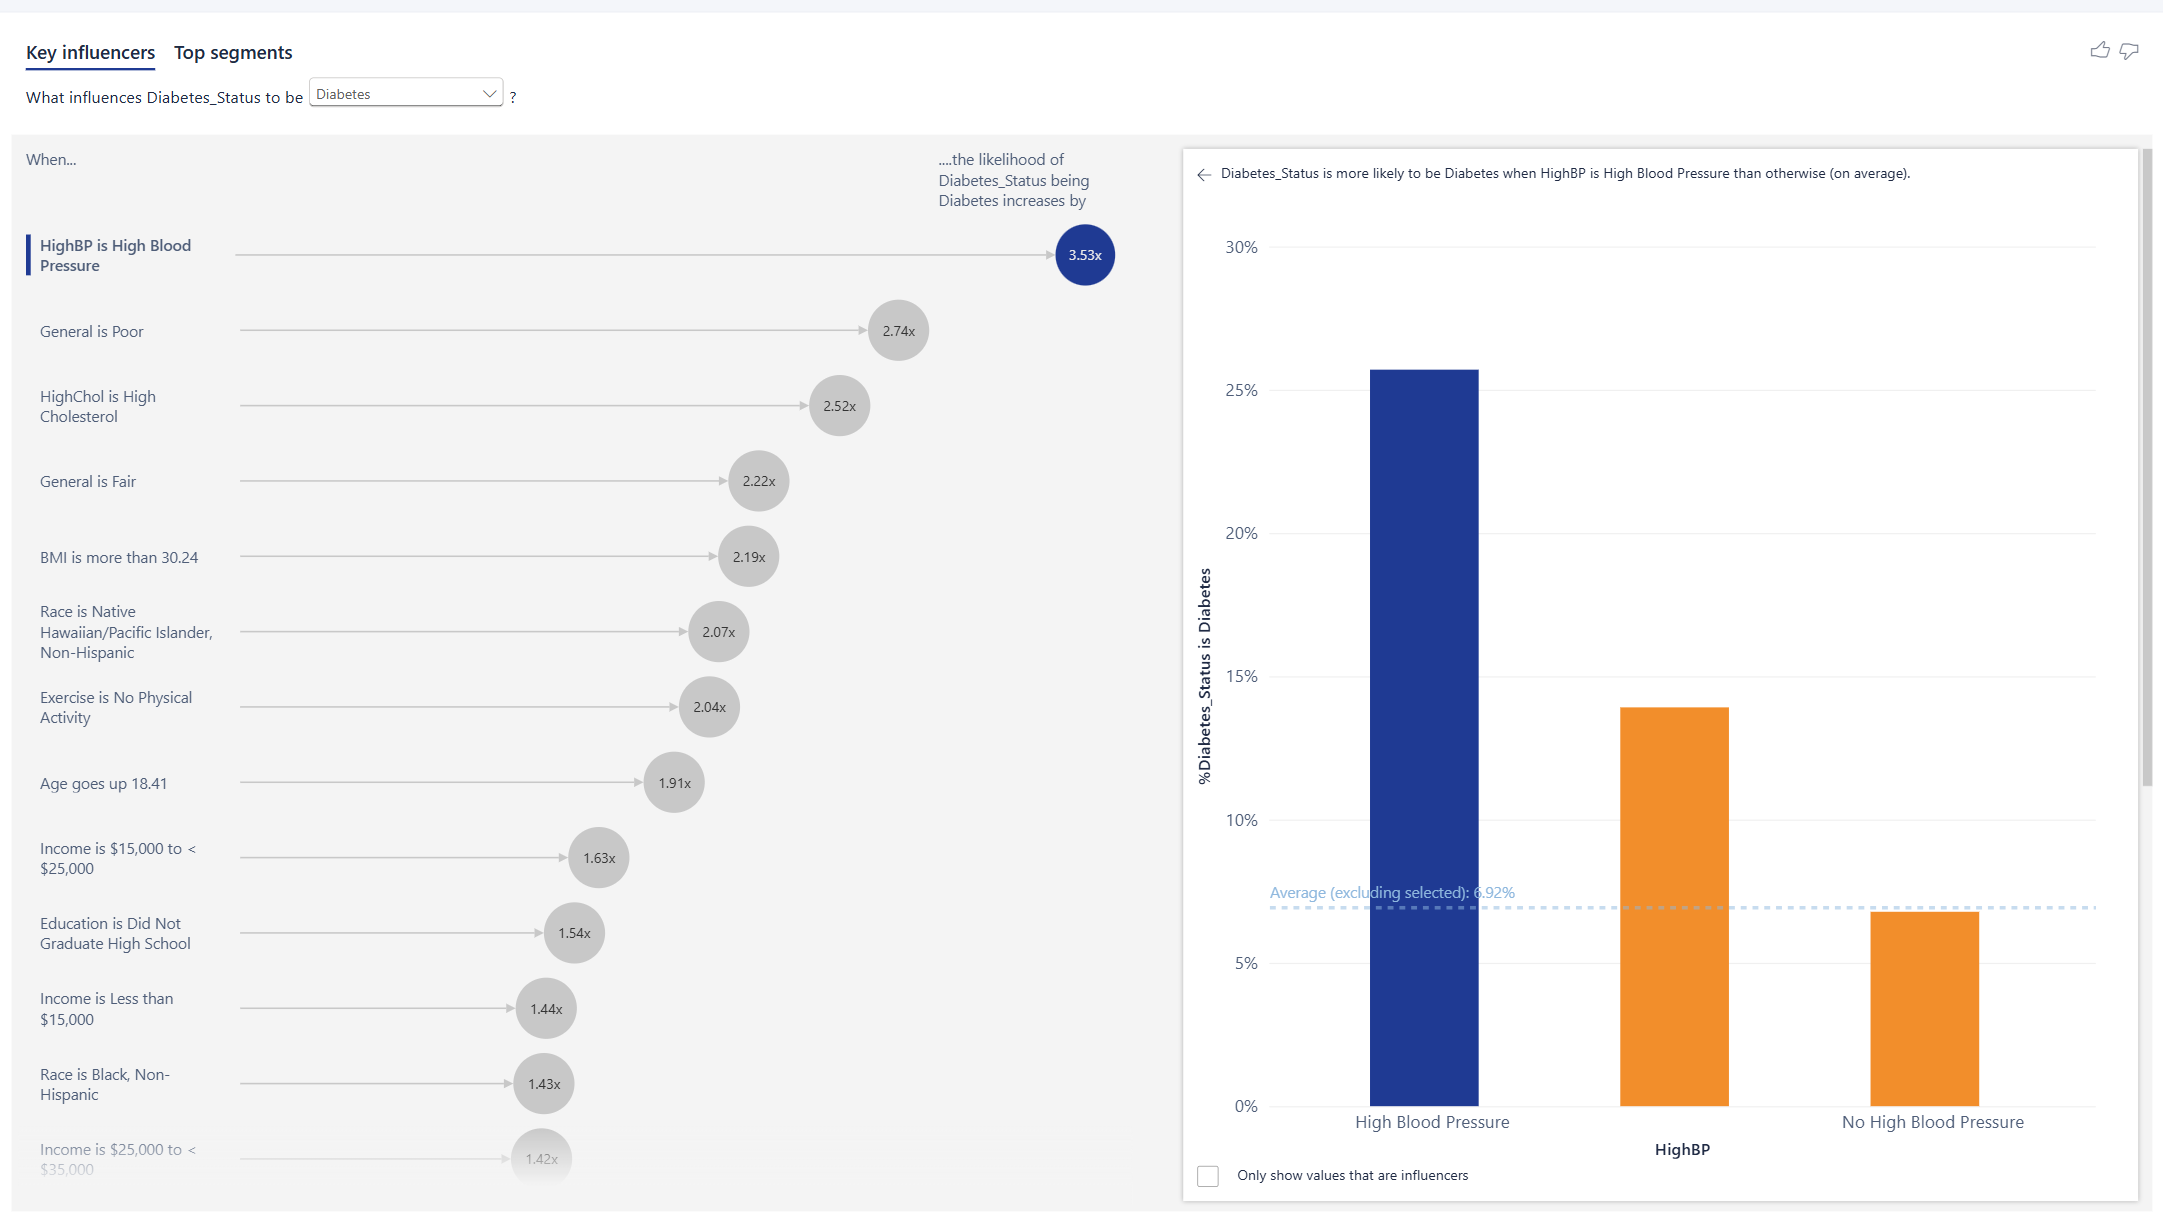 Key influencers Top segments
What influences Diabetes_Status to be Diabetes ?
When...
....the likelihood of
Diabetes_Status being
Diabetes increases by
HighBP is High Blood
Pressure
3.53x
General is Poor
2.74x
HighChol is High
Cholesterol
2.52x
General is Fair
2.22x
BMI is more than 30.24
2.19x
Race is Native
Hawaiian/Pacific Islander,
Non-Hispanic
2.07x
Exercise is No Physical
Activity
2.04x
Age goes up 18.41
1.91x
Income is $15,000 to <
$25,000
1.63x
Education is Did Not
Graduate High School
1.54x
Income is Less than
$15,000
1.44x
Race is Black, Non-
Hispanic
1.43x
Income is $25,000 to <
$35,000
1.42x
Diabetes_Status is more likely to be Diabetes when HighBP is High Blood Pressure than otherwise (on average).
%Diabetes_Status is Diabetes
30%
25%
20%
15%
10%
5%
0%
Average (excluding selected): 6.92%
High Blood Pressure
No High Blood Pressure
HighBP
Only show values that are influencers